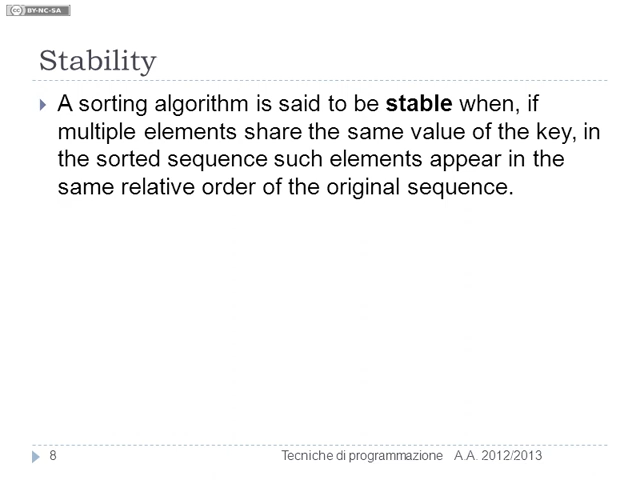 cc BY-NC-SA
Stability
A sorting algorithm is said to be stable when, if
multiple elements share the same value of the key, in
the sorted sequence such elements appear in the
same relative order of the original sequence.
8 Tecniche di programmazione A.A. 2012/2013